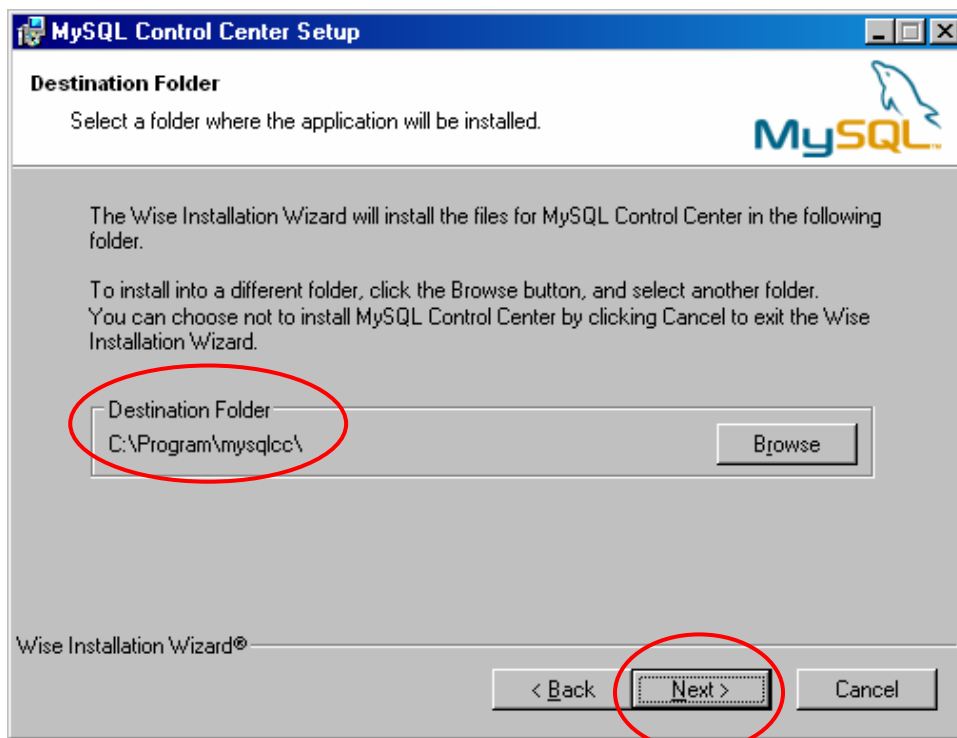 MySQL Control Center Setup
Destination Folder
Select a folder where the application will be installed.
MySQL™
The Wise Installation Wizard will install the files for MySQL Control Center in the following
folder.
To install into a different folder, click the Browse button, and select another folder.
You can choose not to install MySQL Control Center by clicking Cancel to exit the Wise
Installation Wizard.
Destination Folder
C:\Program\mysqlcc\
Browse
Wise Installation Wizard®
< Back
Next >
Cancel